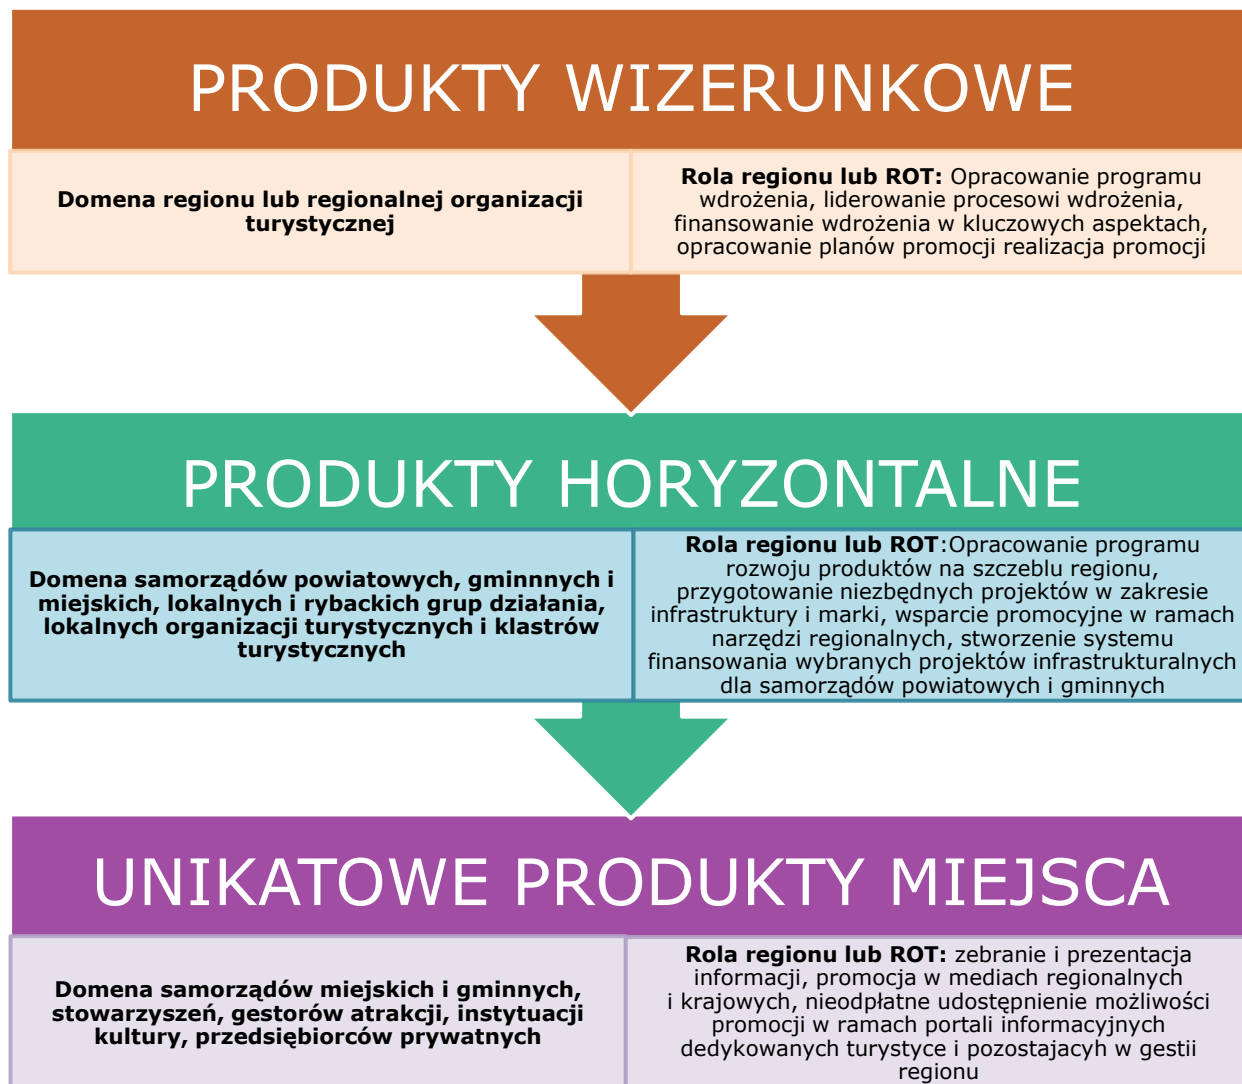 PRODUKTY WIZERUNKOWE
Domena regionu lub regionalnej organizacji
turystycznej
Rola regionu lub ROT: Opracowanie programu
wdrożenia, liderowanie procesowi wdrożenia,
finansowanie wdrożenia w kluczowych aspektach,
opracowanie planów promocji realizacja promocji
PRODUKTY HORYZONTALNE
Domena samorządów powiatowych, gminnnych i
miejskich, lokalnych i rybackich grup działania,
lokalnych organizacji turystycznych i klastrów
turystycznych
Rola regionu lub ROT:Opracowanie programu
rozwoju produktów na szczeblu regionu,
przygotowanie niezbędnych projektów w zakresie
infrastruktury i marki, wsparcie promocyjne w ramach
narzędzi regionalnych, stworzenie systemu
finansowania wybranych projektów infrastrukturalnych
dla samorządów powiatowych i gminnych
UNIKATOWE PRODUKTY MIEJSCA
Domena samorządów miejskich i gminnych,
stowarzyszeń, gestorów atrakcji, instytuacji
kultury, przedsiębiorców prywatnych
Rola regionu lub ROT: zebranie i prezentacja
informacji, promocja w mediach regionalnych
i krajowych, nieodpłatne udostępnienie możliwości
promocji w ramach portali informacyjnych
dedykowanych turystyce i pozostajacyh w gestii
regionu